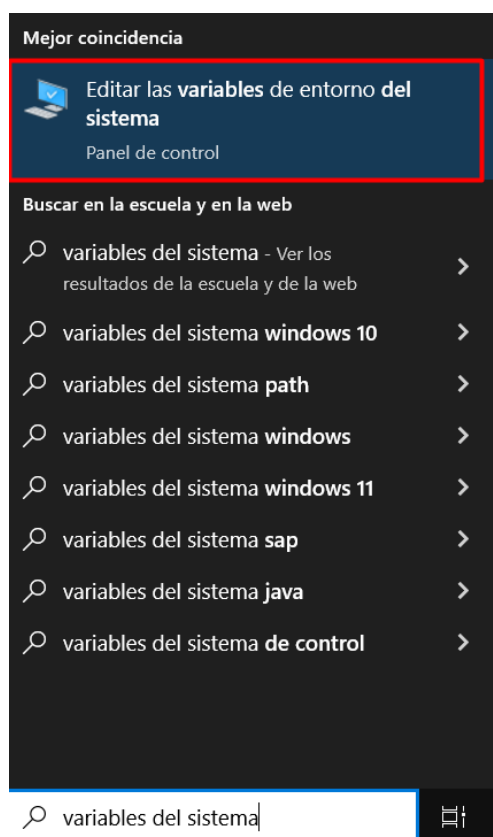 Mejor coincidencia
Editar las variables de entorno del
sistema
Panel de control
Buscar en la escuela y en la web
variables del sistema - Ver los
resultados de la escuela y de la web
variables del sistema windows 10
variables del sistema path
variables del sistema windows
variables del sistema windows 11
variables del sistema sap
variables del sistema java
variables del sistema de control
variables del sistema